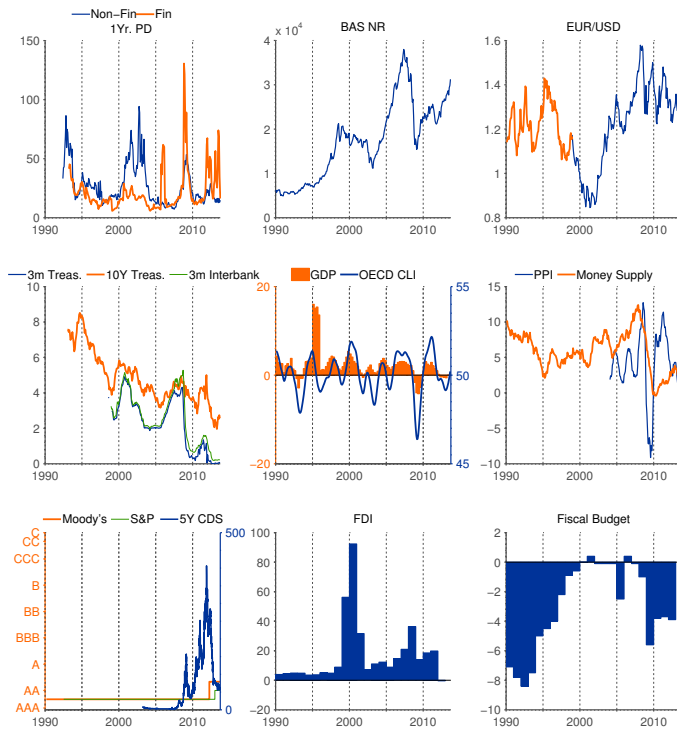 Non-Fin Fin
1Yr. PD
150
100
50
0
1990 2000 2010
BAS NR
x 10^4
4
3
2
1
0
1990 2000 2010
EUR/USD
1.6
1.4
1.2
1
0.8
1990 2000 2010
3m Treas. 10Y Treas. 3m Interbank
10
8
6
4
2
0
1990 2000 2010
GDP OECD CLI
20
0
-20
55
50
45
1990 2000 2010
PPI Money Supply
15
10
5
0
-5
-10
1990 2000 2010
Moody's S&P 5Y CDS
C
CC
CCC
B
BB
BBB
A
AA
AAA
500
0
1990 2000 2010
FDI
100
80
60
40
20
0
-20
1990 2000 2010
Fiscal Budget
2
0
-2
-4
-6
-8
-10
1990 2000 2010